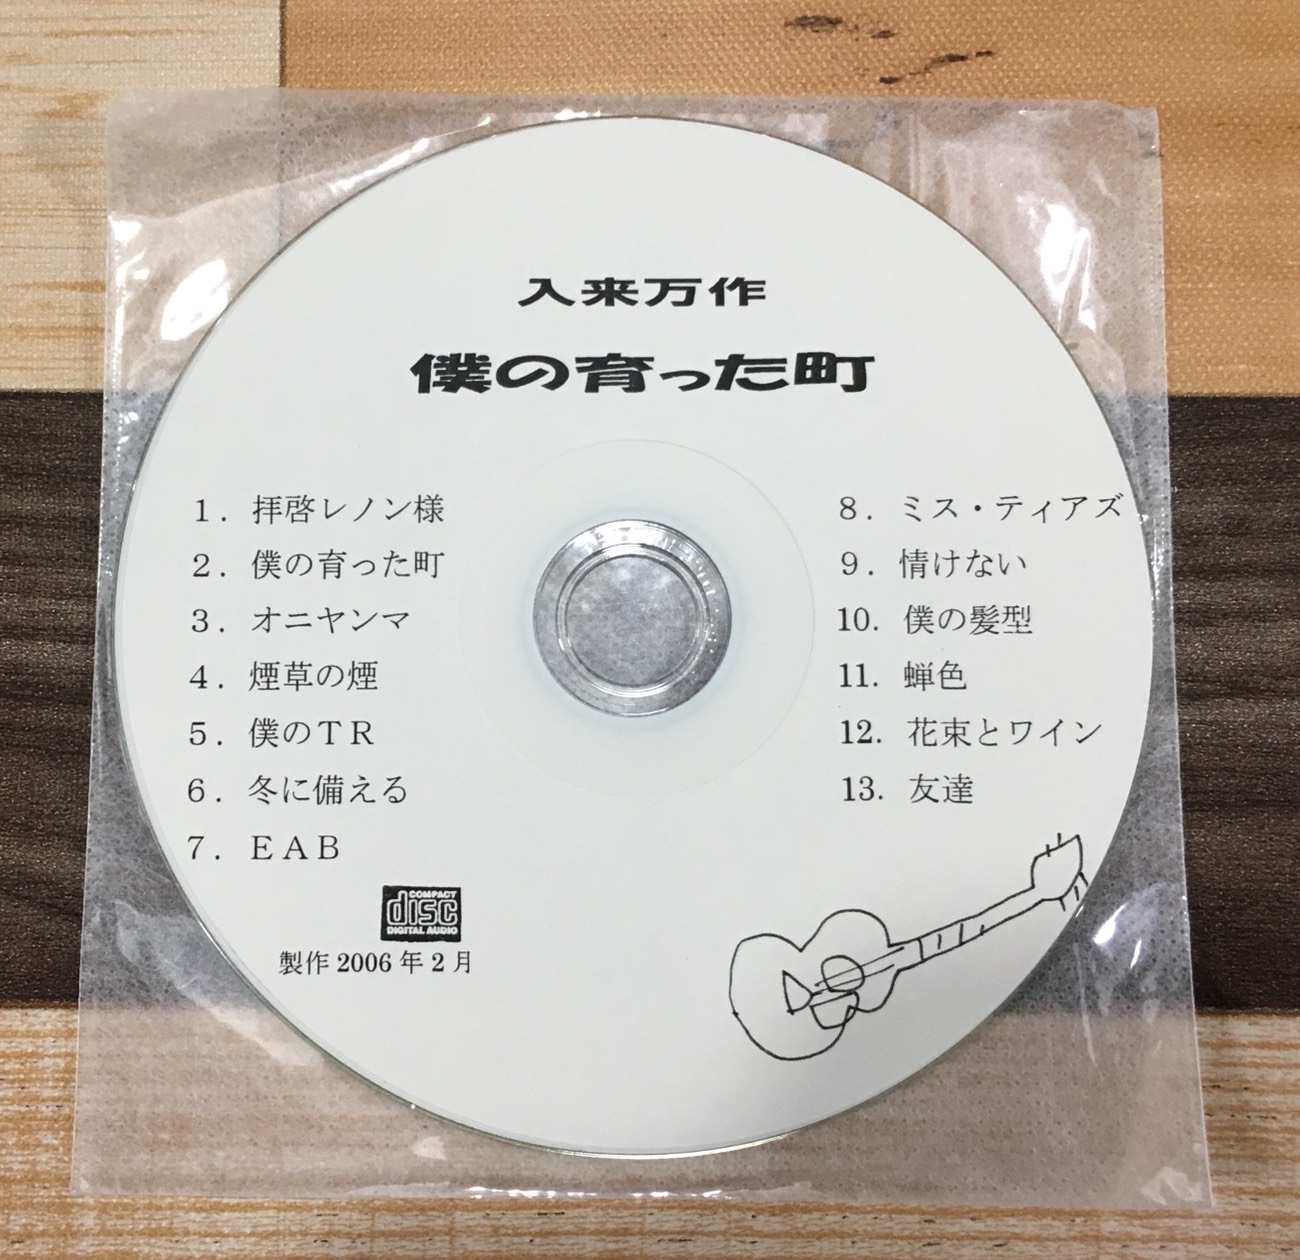 入来万作
僕の育った町
1. 拝啓レノン様
2. 僕の育った町
3. オニヤンマ
4. 煙草の煙
5. 僕のTR
6. 冬に備える
7. EAB
8. ミス・ティアズ
9. 情けない
10. 僕の髪型
11. 蝉色
12. 花束とワイン
13. 友達
COMPACT
disc
DIGITAL AUDIO
製作2006年2月